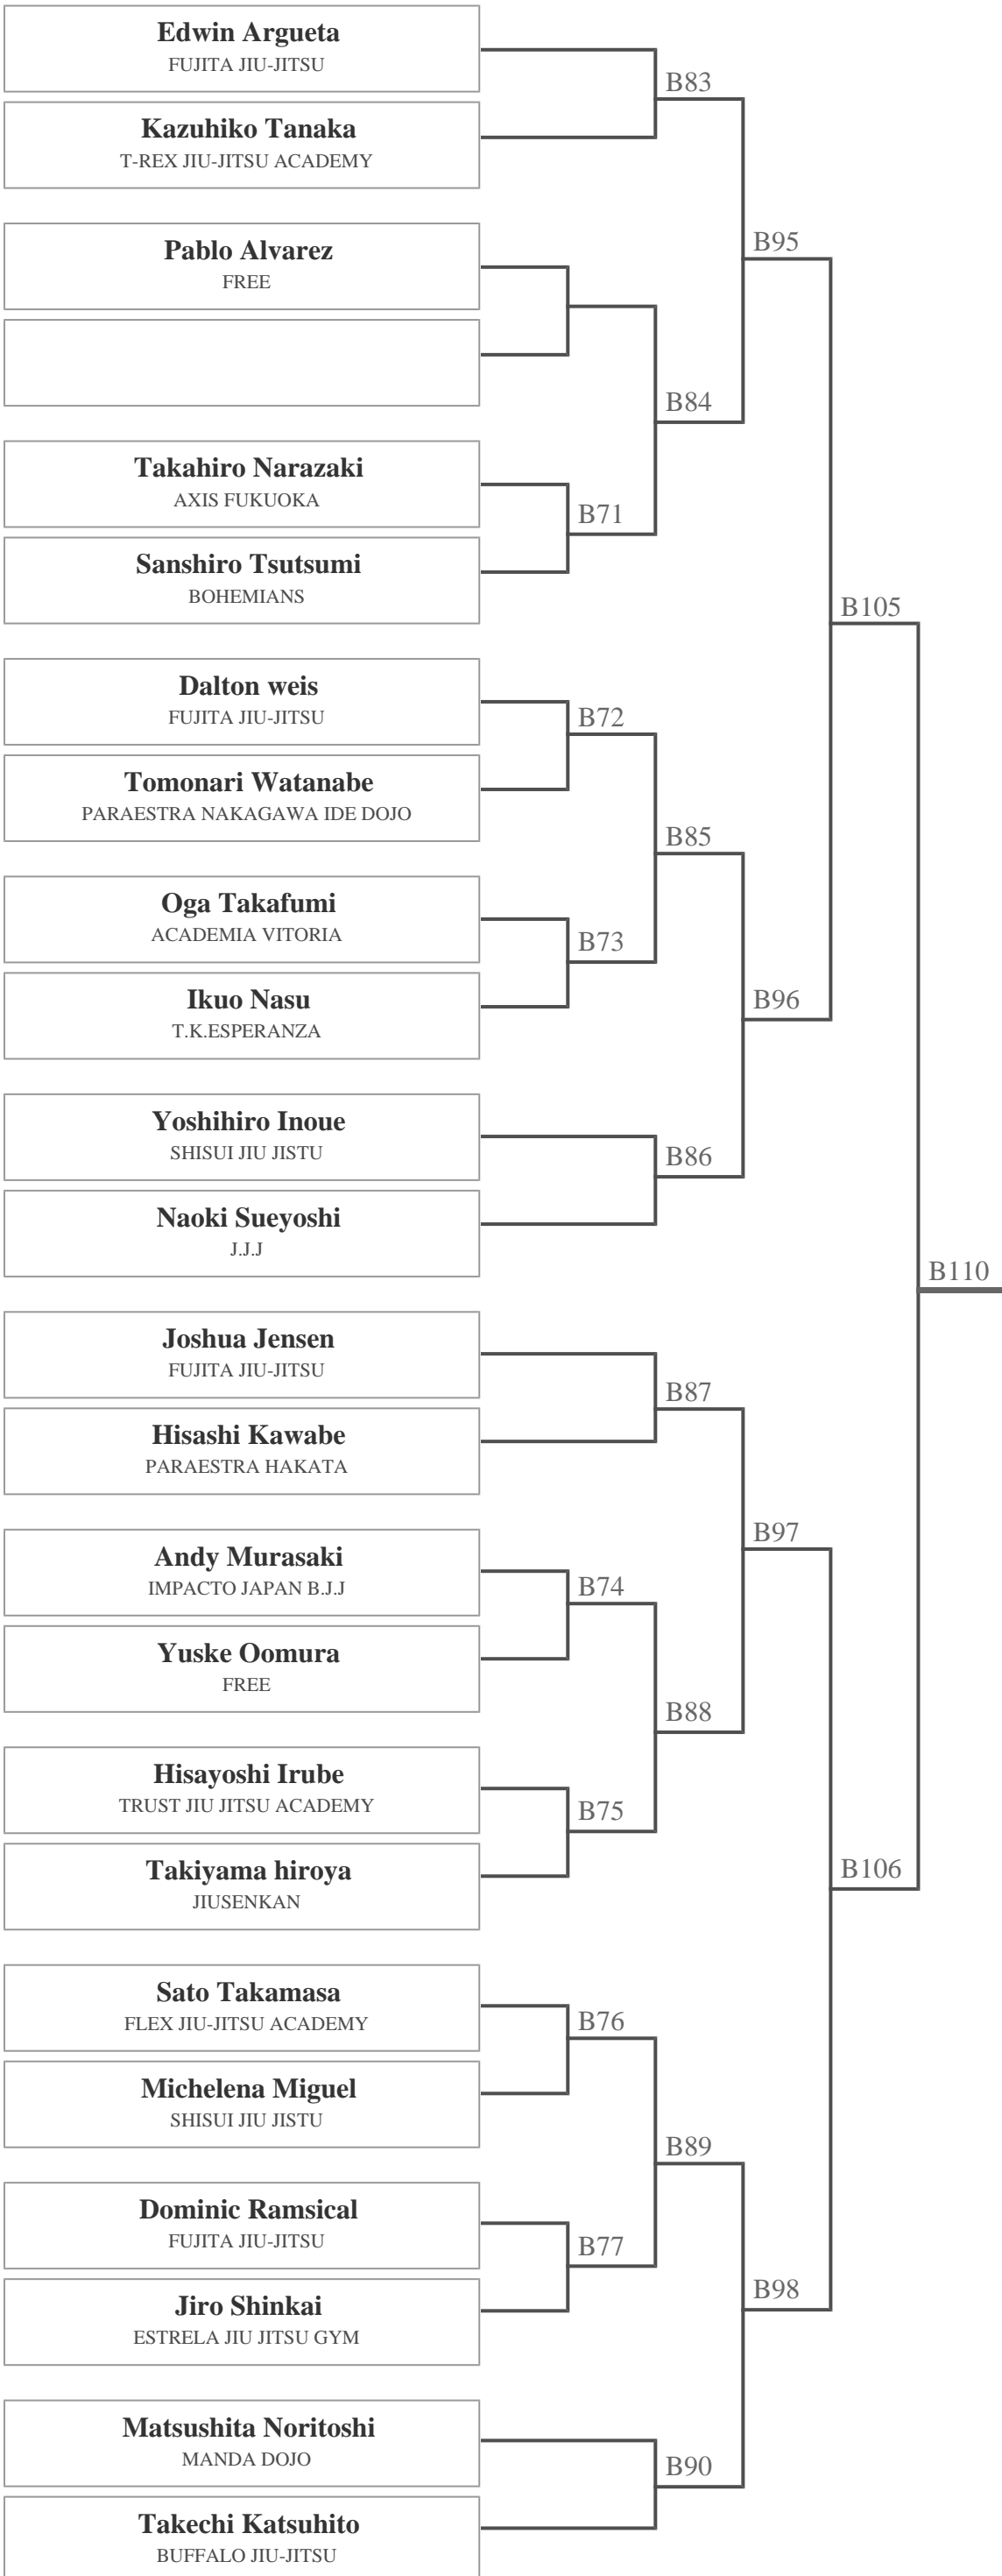 Edwin Argueta
FUJITA JIU-JITSU
B83
Kazuhiko Tanaka
T-REX JIU-JITSU ACADEMY
Pablo Alvarez
FREE
B95
B84
Takahiro Narazaki
AXIS FUKUOKA
B71
Sanshiro Tsutsumi
BOHEMIANS
B105
Dalton weis
FUJITA JIU-JITSU
B72
Tomonari Watanabe
PARAESTRA NAKAGAWA IDE DOJO
B85
Oga Takafumi
ACADEMIA VITORIA
B73
Ikuo Nasu
T.K.ESPERANZA
B96
Yoshihiro Inoue
SHISUI JIU JISTU
B86
Naoki Sueyoshi
J.J.J
B110
Joshua Jensen
FUJITA JIU-JITSU
B87
Hisashi Kawabe
PARAESTRA HAKATA
B97
Andy Murasaki
IMPACTO JAPAN B.J.J
B74
Yuske Oomura
FREE
B88
Hisayoshi Irube
TRUST JIU JITSU ACADEMY
B75
Takiyama hiroya
JIUSENKAN
B106
Sato Takamasa
FLEX JIU-JITSU ACADEMY
B76
Michelena Miguel
SHISUI JIU JISTU
B89
Dominic Ramsical
FUJITA JIU-JITSU
B77
Jiro Shinkai
ESTRELA JIU JITSU GYM
B98
Matsushita Noritoshi
MANDA DOJO
B90
Takechi Katsuhito
BUFFALO JIU-JITSU